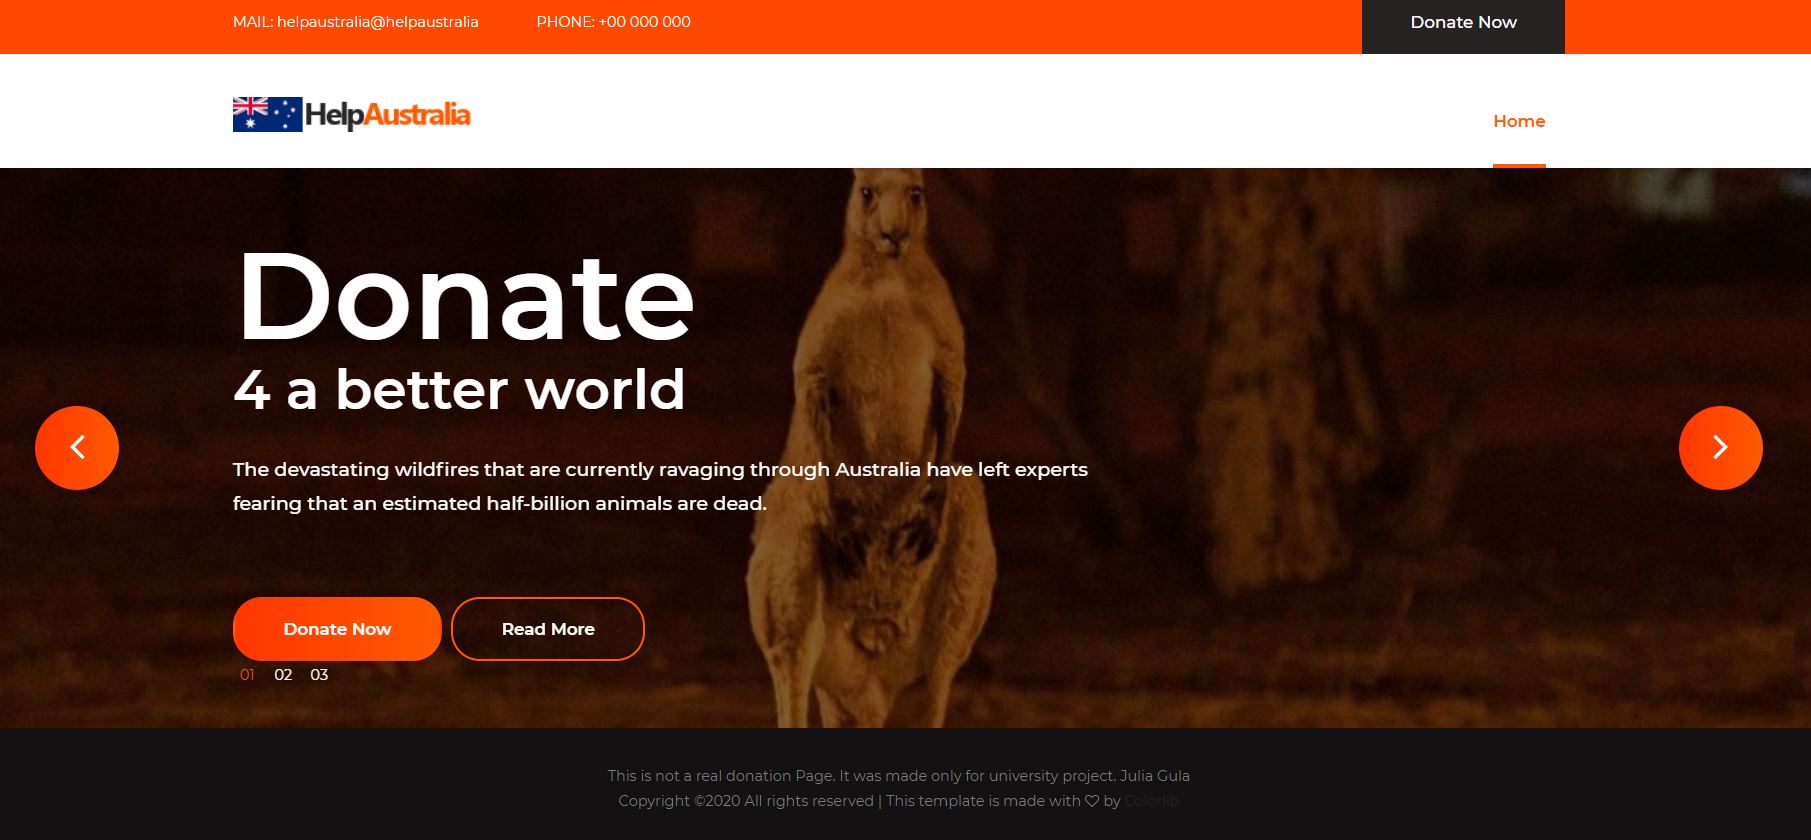 MAIL: helpaustralia@helpaustralia PHONE: +00 000 000 Donate Now
HelpAustralia
Home
Donate
4 a better world
The devastating wildfires that are currently ravaging through Australia have left experts
fearing that an estimated half-billion animals are dead.
Donate Now Read More
01 02 03
This is not a real donation Page. It was made only for university project. Julia Gula
Copyright ©2020 All rights reserved | This template is made with ♡ by Colorlib